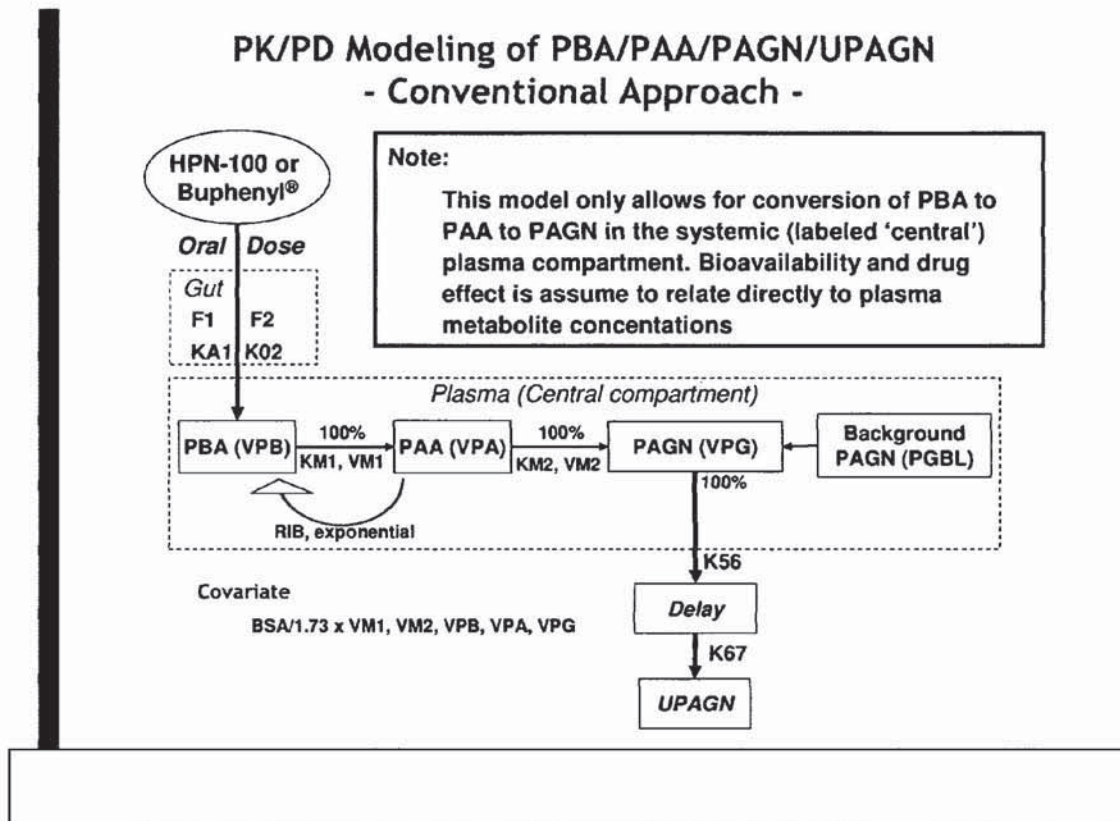 PK/PD Modeling of PBA/PAA/PAGN/UPAGN
- Conventional Approach -
HPN-100 or
Buphenyl®
Oral Dose
Gut
F1 F2
KA1 K02
Note:
This model only allows for conversion of PBA to
PAA to PAGN in the systemic (labeled 'central')
plasma compartment. Bioavailability and drug
effect is assume to relate directly to plasma
metabolite concentations
Plasma (Central compartment)
PBA (VPB)
100%
KM1, VM1
PAA (VPA)
100%
KM2, VM2
PAGN (VPG)
100%
Background
PAGN (PGBL)
RIB, exponential
K56
Covariate
BSA/1.73 x VM1, VM2, VPB, VPA, VPG
Delay
K67
UPAGN